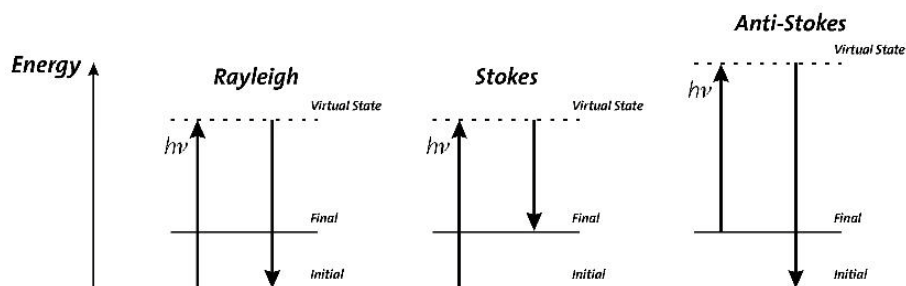 Anti-Stokes
Virtual State
Energy
Rayleigh
Stokes
Virtual State
Virtual State
hν
hν
hν
Final
Final
Final
Initial
Initial
Initial